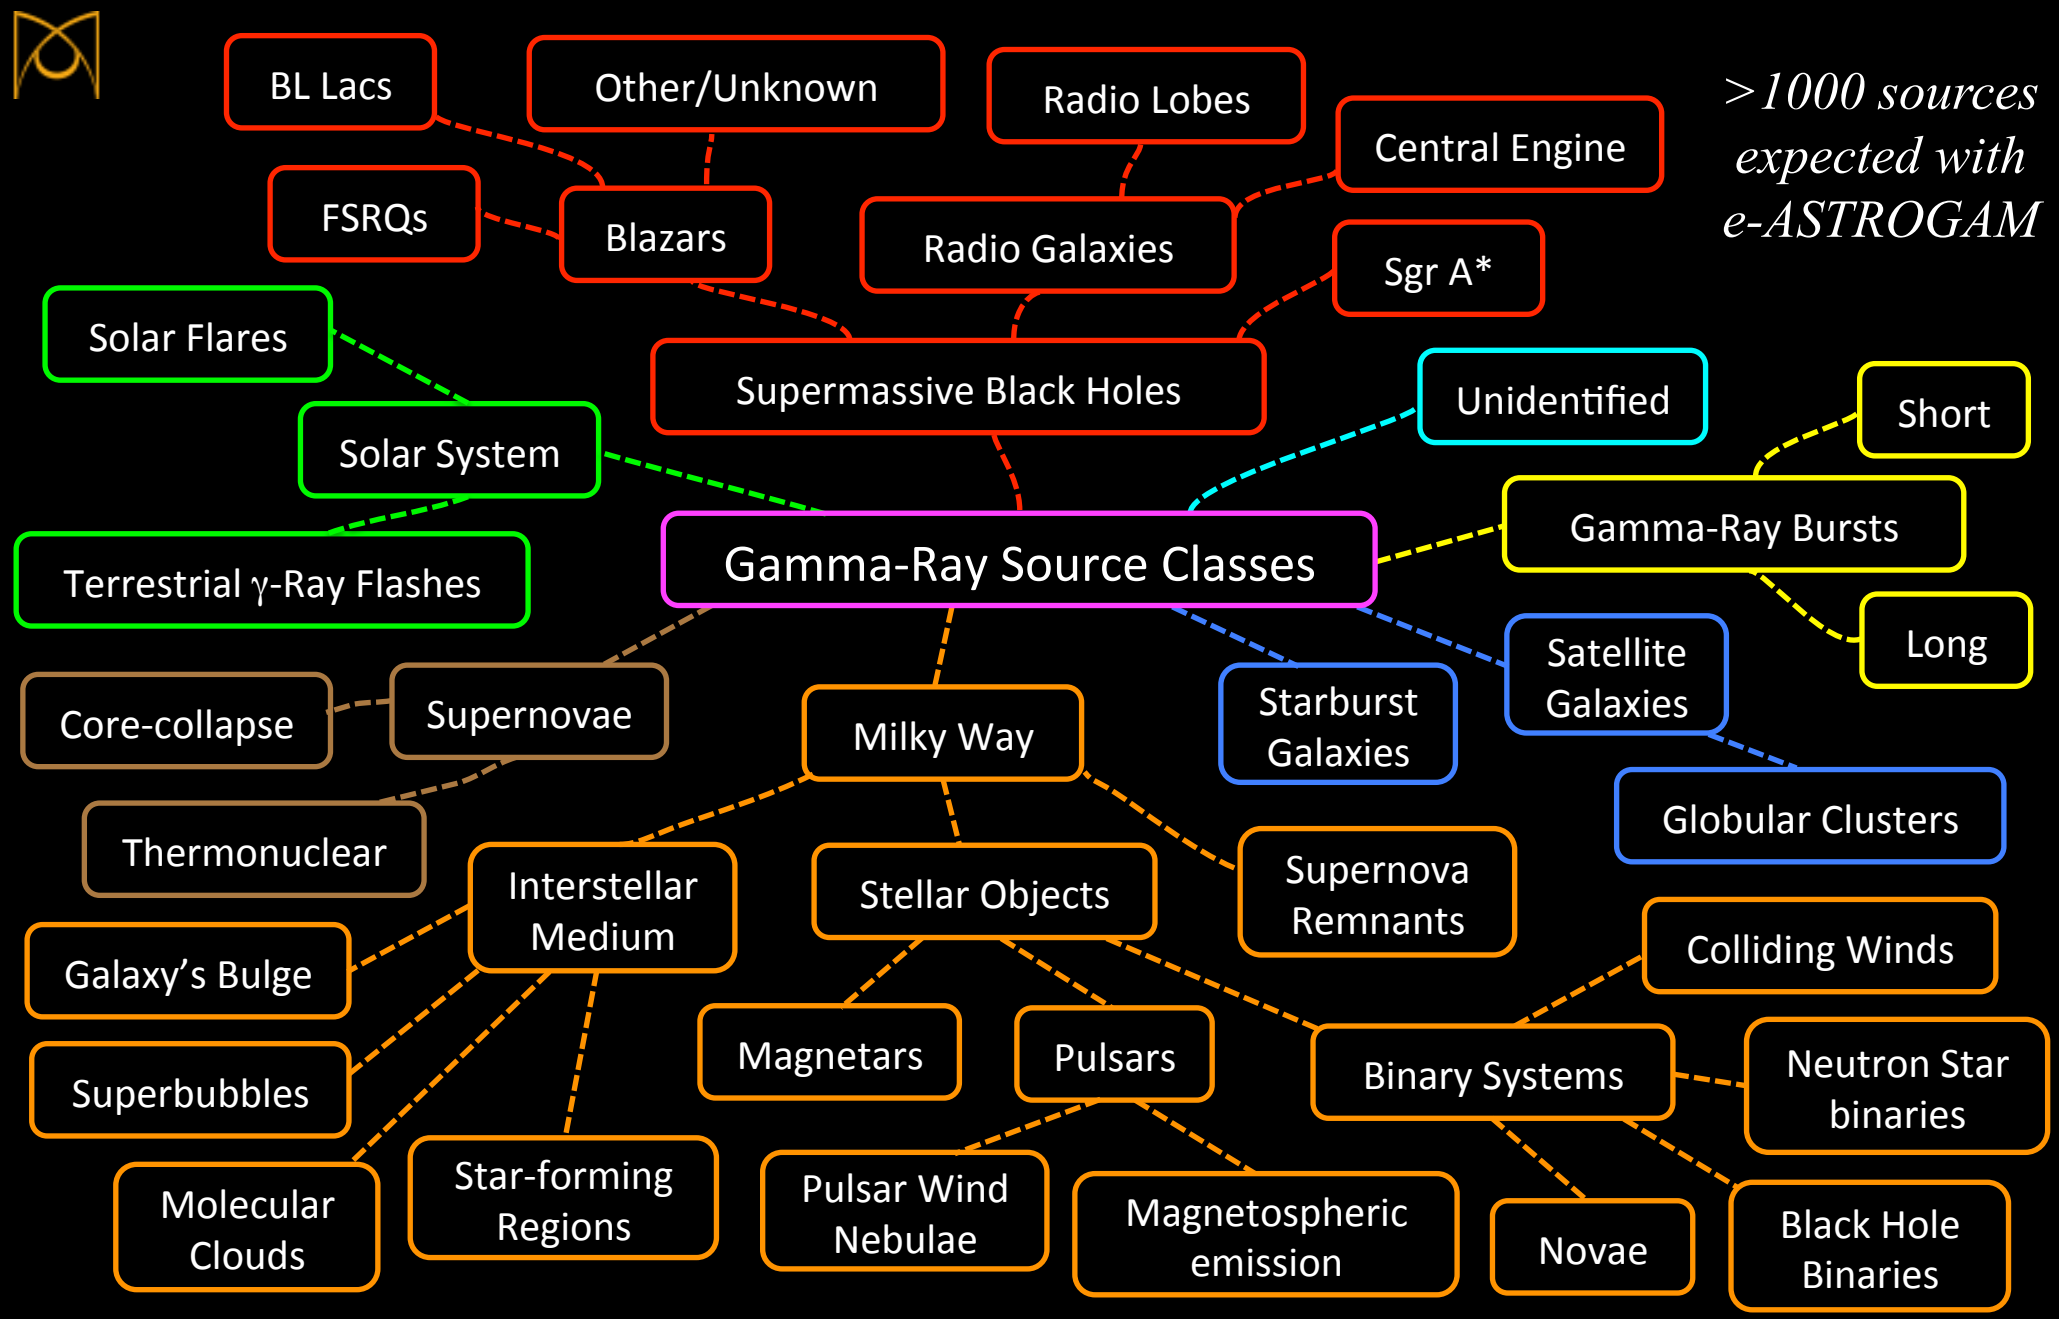 BL Lacs
Other/Unknown
Radio Lobes
>1000 sources
expected with
e-ASTROGAM
Central Engine
FSRQs
Blazars
Radio Galaxies
Sgr A*
Solar Flares
Supermassive Black Holes
Unidentified
Short
Solar System
Gamma-Ray Bursts
Gamma-Ray Source Classes
Terrestrial γ-Ray Flashes
Long
Satellite
Galaxies
Core-collapse
Supernovae
Milky Way
Starburst
Galaxies
Globular Clusters
Thermonuclear
Interstellar
Medium
Stellar Objects
Supernova
Remnants
Colliding Winds
Galaxy’s Bulge
Magnetars
Pulsars
Binary Systems
Neutron Star
binaries
Superbubbles
Molecular
Clouds
Star-forming
Regions
Pulsar Wind
Nebulae
Magnetospheric
emission
Novae
Black Hole
Binaries